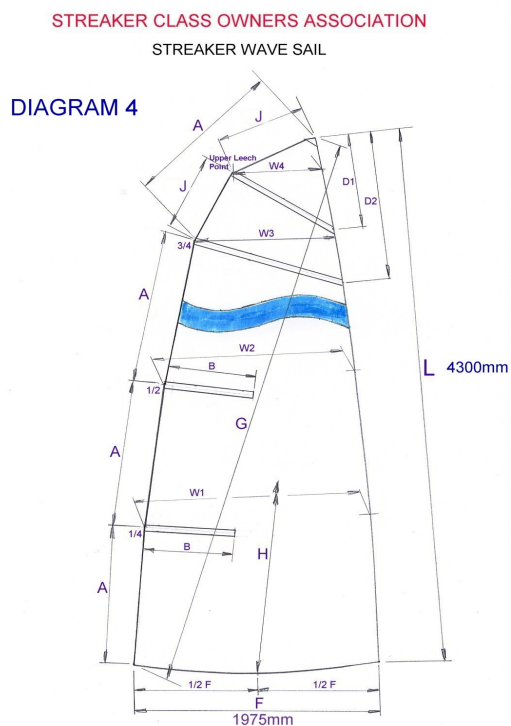 STREAKER CLASS OWNERS ASSOCIATION
STREAKER WAVE SAIL
DIAGRAM 4
A
J
Upper Leech
Point
W4
D1
J
D2
W3
3/4
A
W2
B
L 4300mm
1/2
G
A
W1
1/4
B
H
A
1/2 F
1/2 F
F
1975mm